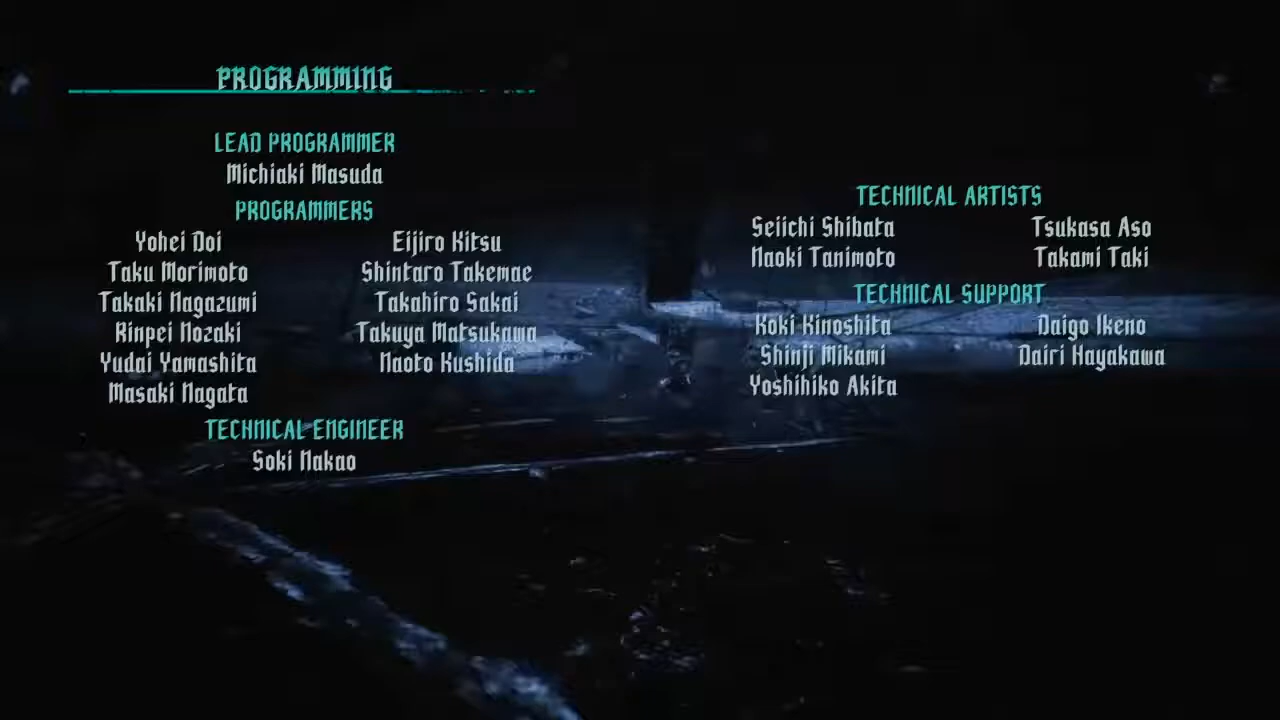 PROGRAMMING
LEAD PROGRAMMER
Michiaki Masuda
PROGRAMMERS
Yohei Doi Eijiro Kitsu
Taku Morimoto Shintaro Takemae
Takaki Nagazumi Takahiro Sakai
Rinpei Nozaki Takuya Matsukawa
Yudai Yamashita Naoto Kushida
Masaki Nagata
TECHNICAL ENGINEER
Soki Nakao
TECHNICAL ARTISTS
Seiichi Shibata Tsukasa Aso
Naoki Tanimoto Takami Taki
TECHNICAL SUPPORT
Koki Kinoshita Daigo Ikeno
Shinji Mikami Dairi Hayakawa
Yoshihiko Akita